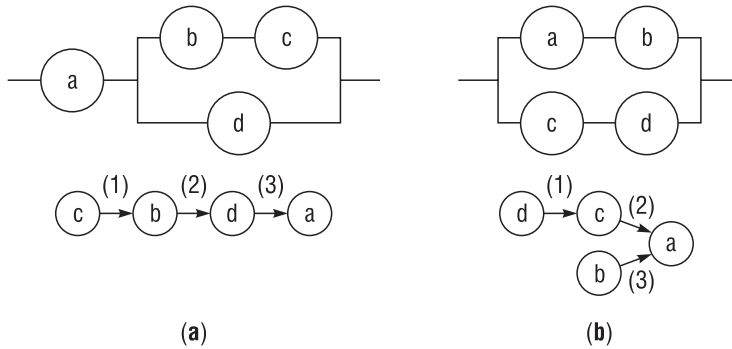 b c
a
d
(1) (2) (3)
c b d a
(a)
a b
c d
(1)
d c (2)
a
b (3)
(b)